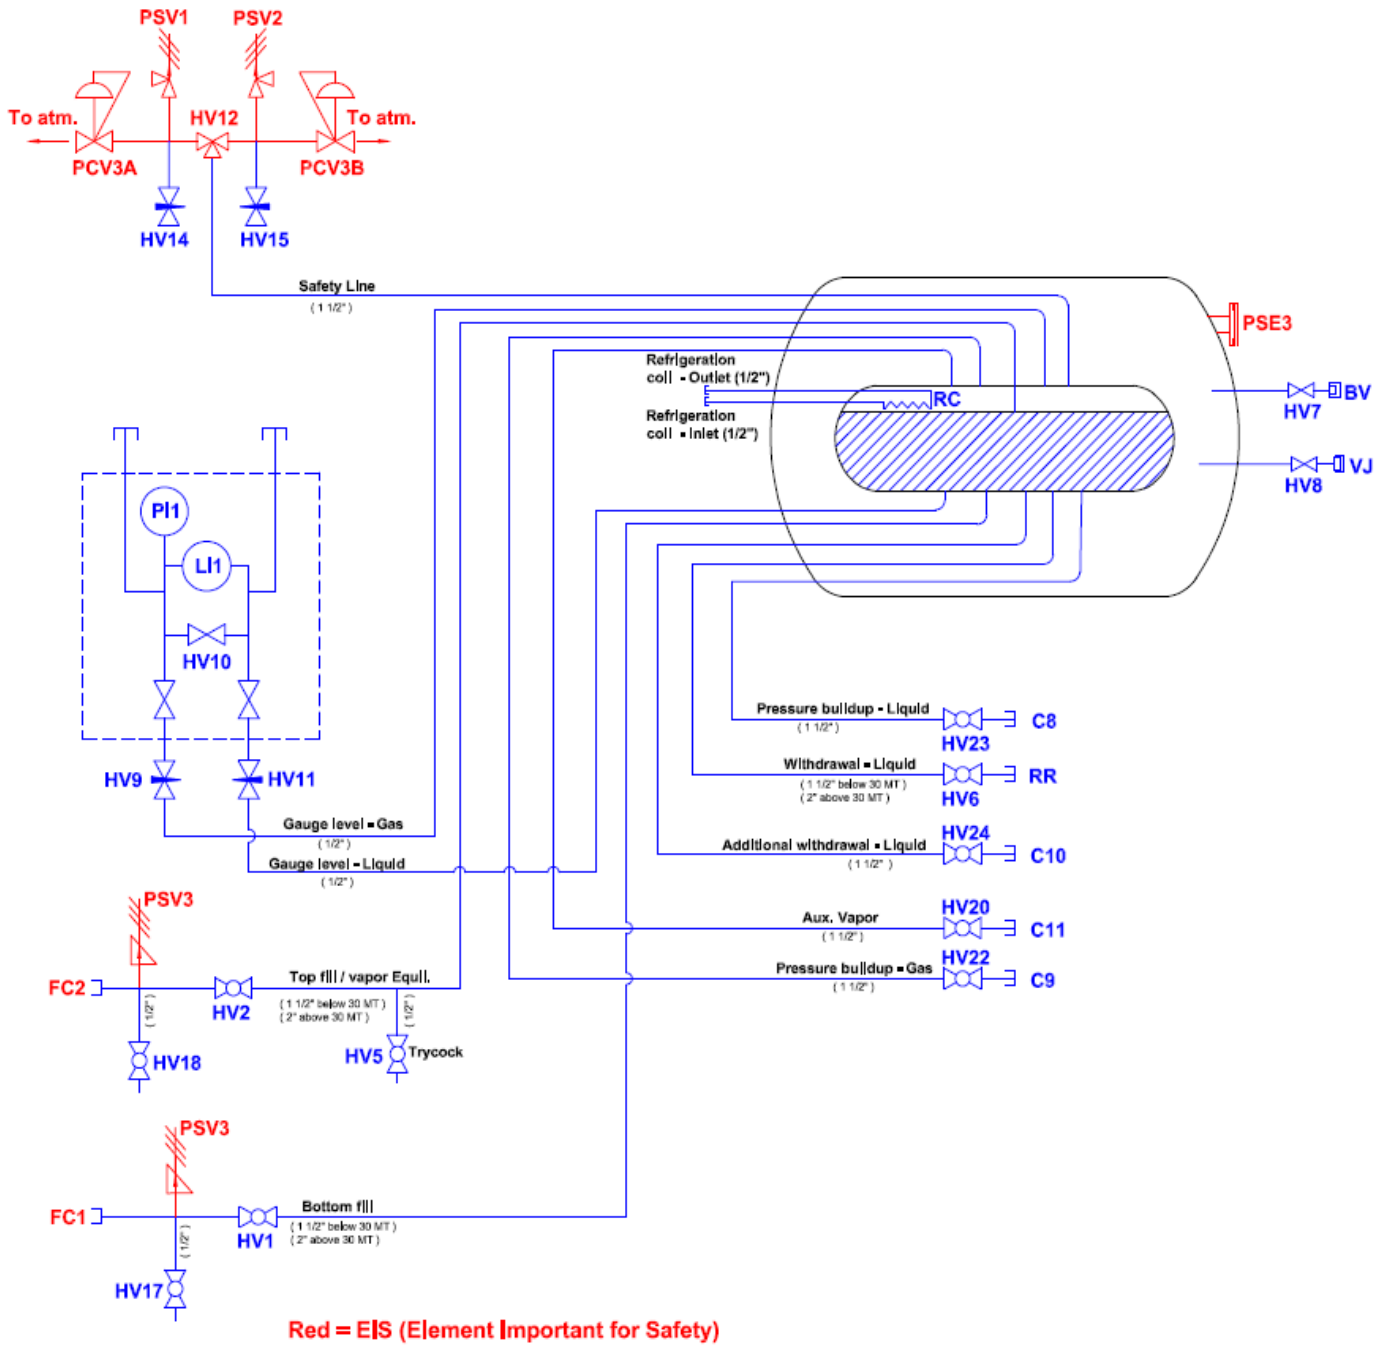 PSV1
PSV2
To atm.
HV12
To atm.
PCV3A
PCV3B
HV14
HV15
Safety Line
( 1 1/2" )
PSE3
Refrigeration
coil - Outlet (1/2")
RC
Refrigeration
coil - Inlet (1/2")
HV7
BV
HV8
VJ
PI1
LI1
HV10
HV9
HV11
Gauge level - Gas
( 1/2" )
Gauge level - Liquid
( 1/2" )
Pressure buildup - Liquid
( 1 1/2" )
HV23
C8
Withdrawal - Liquid
( 1 1/2" below 30 MT )
( 2" above 30 MT )
HV6
RR
HV24
Additional withdrawal - Liquid
( 1 1/2" )
C10
HV20
Aux. Vapor
( 1 1/2" )
C11
HV22
Pressure buildup - Gas
( 1 1/2" )
C9
PSV3
FC2
( 1/2" )
HV2
Top fill / vapor Equil.
( 1 1/2" below 30 MT )
( 2" above 30 MT )
( 1/2" )
HV18
HV5
Trycock
PSV3
FC1
( 1/2" )
HV1
Bottom fill
( 1 1/2" below 30 MT )
( 2" above 30 MT )
HV17
Red = EIS (Element Important for Safety)